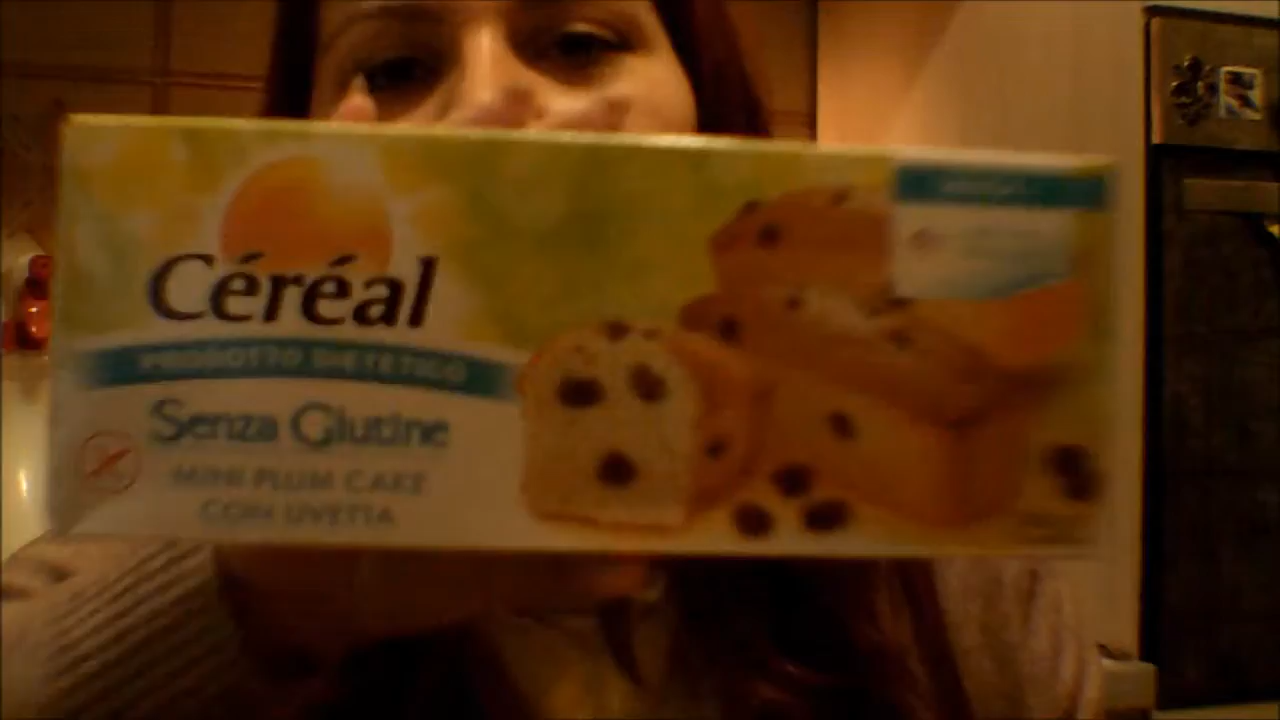 Céréal
PRODOTTO DIETETICO
Senza Glutine
MINI PLUM CAKE
CON UVETTA